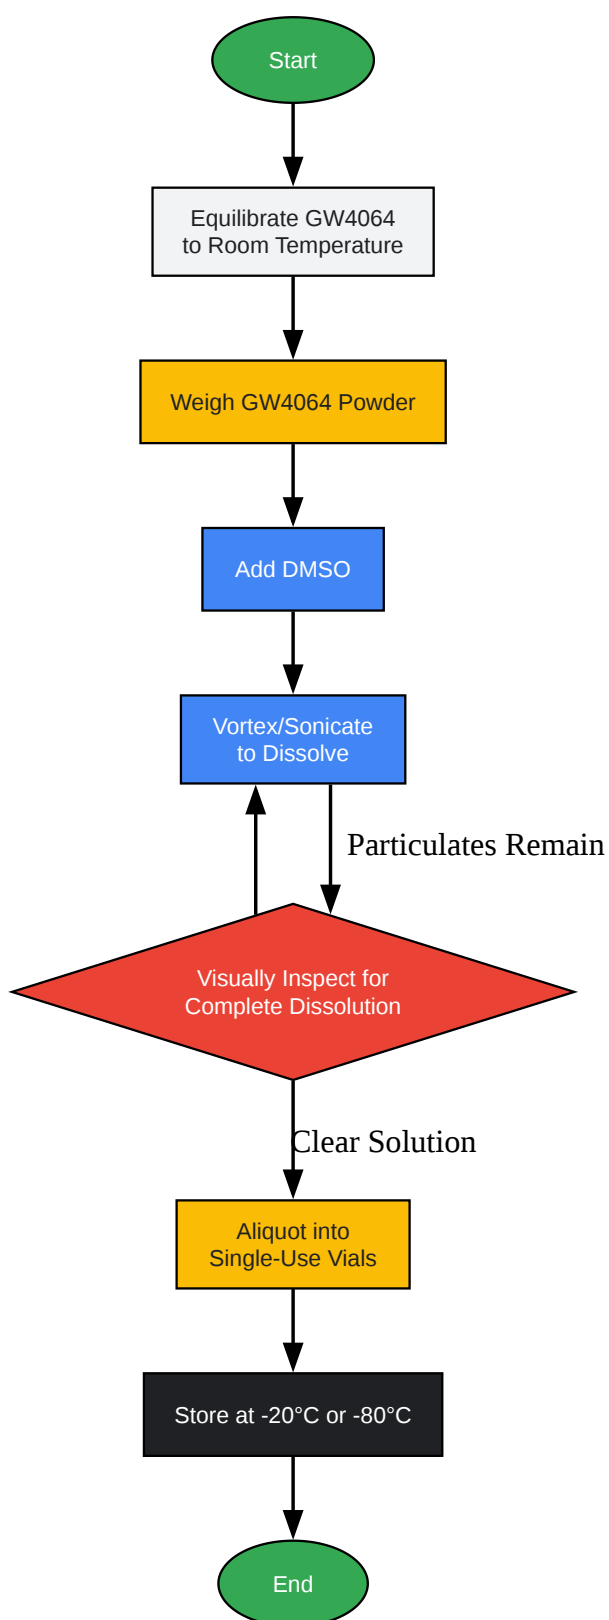 Start
Equilibrate GW4064
to Room Temperature
Weigh GW4064 Powder
Add DMSO
Vortex/Sonicate
to Dissolve
Particulates Remain
Visually Inspect for
Complete Dissolution
Clear Solution
Aliquot into
Single-Use Vials
Store at -20°C or -80°C
End